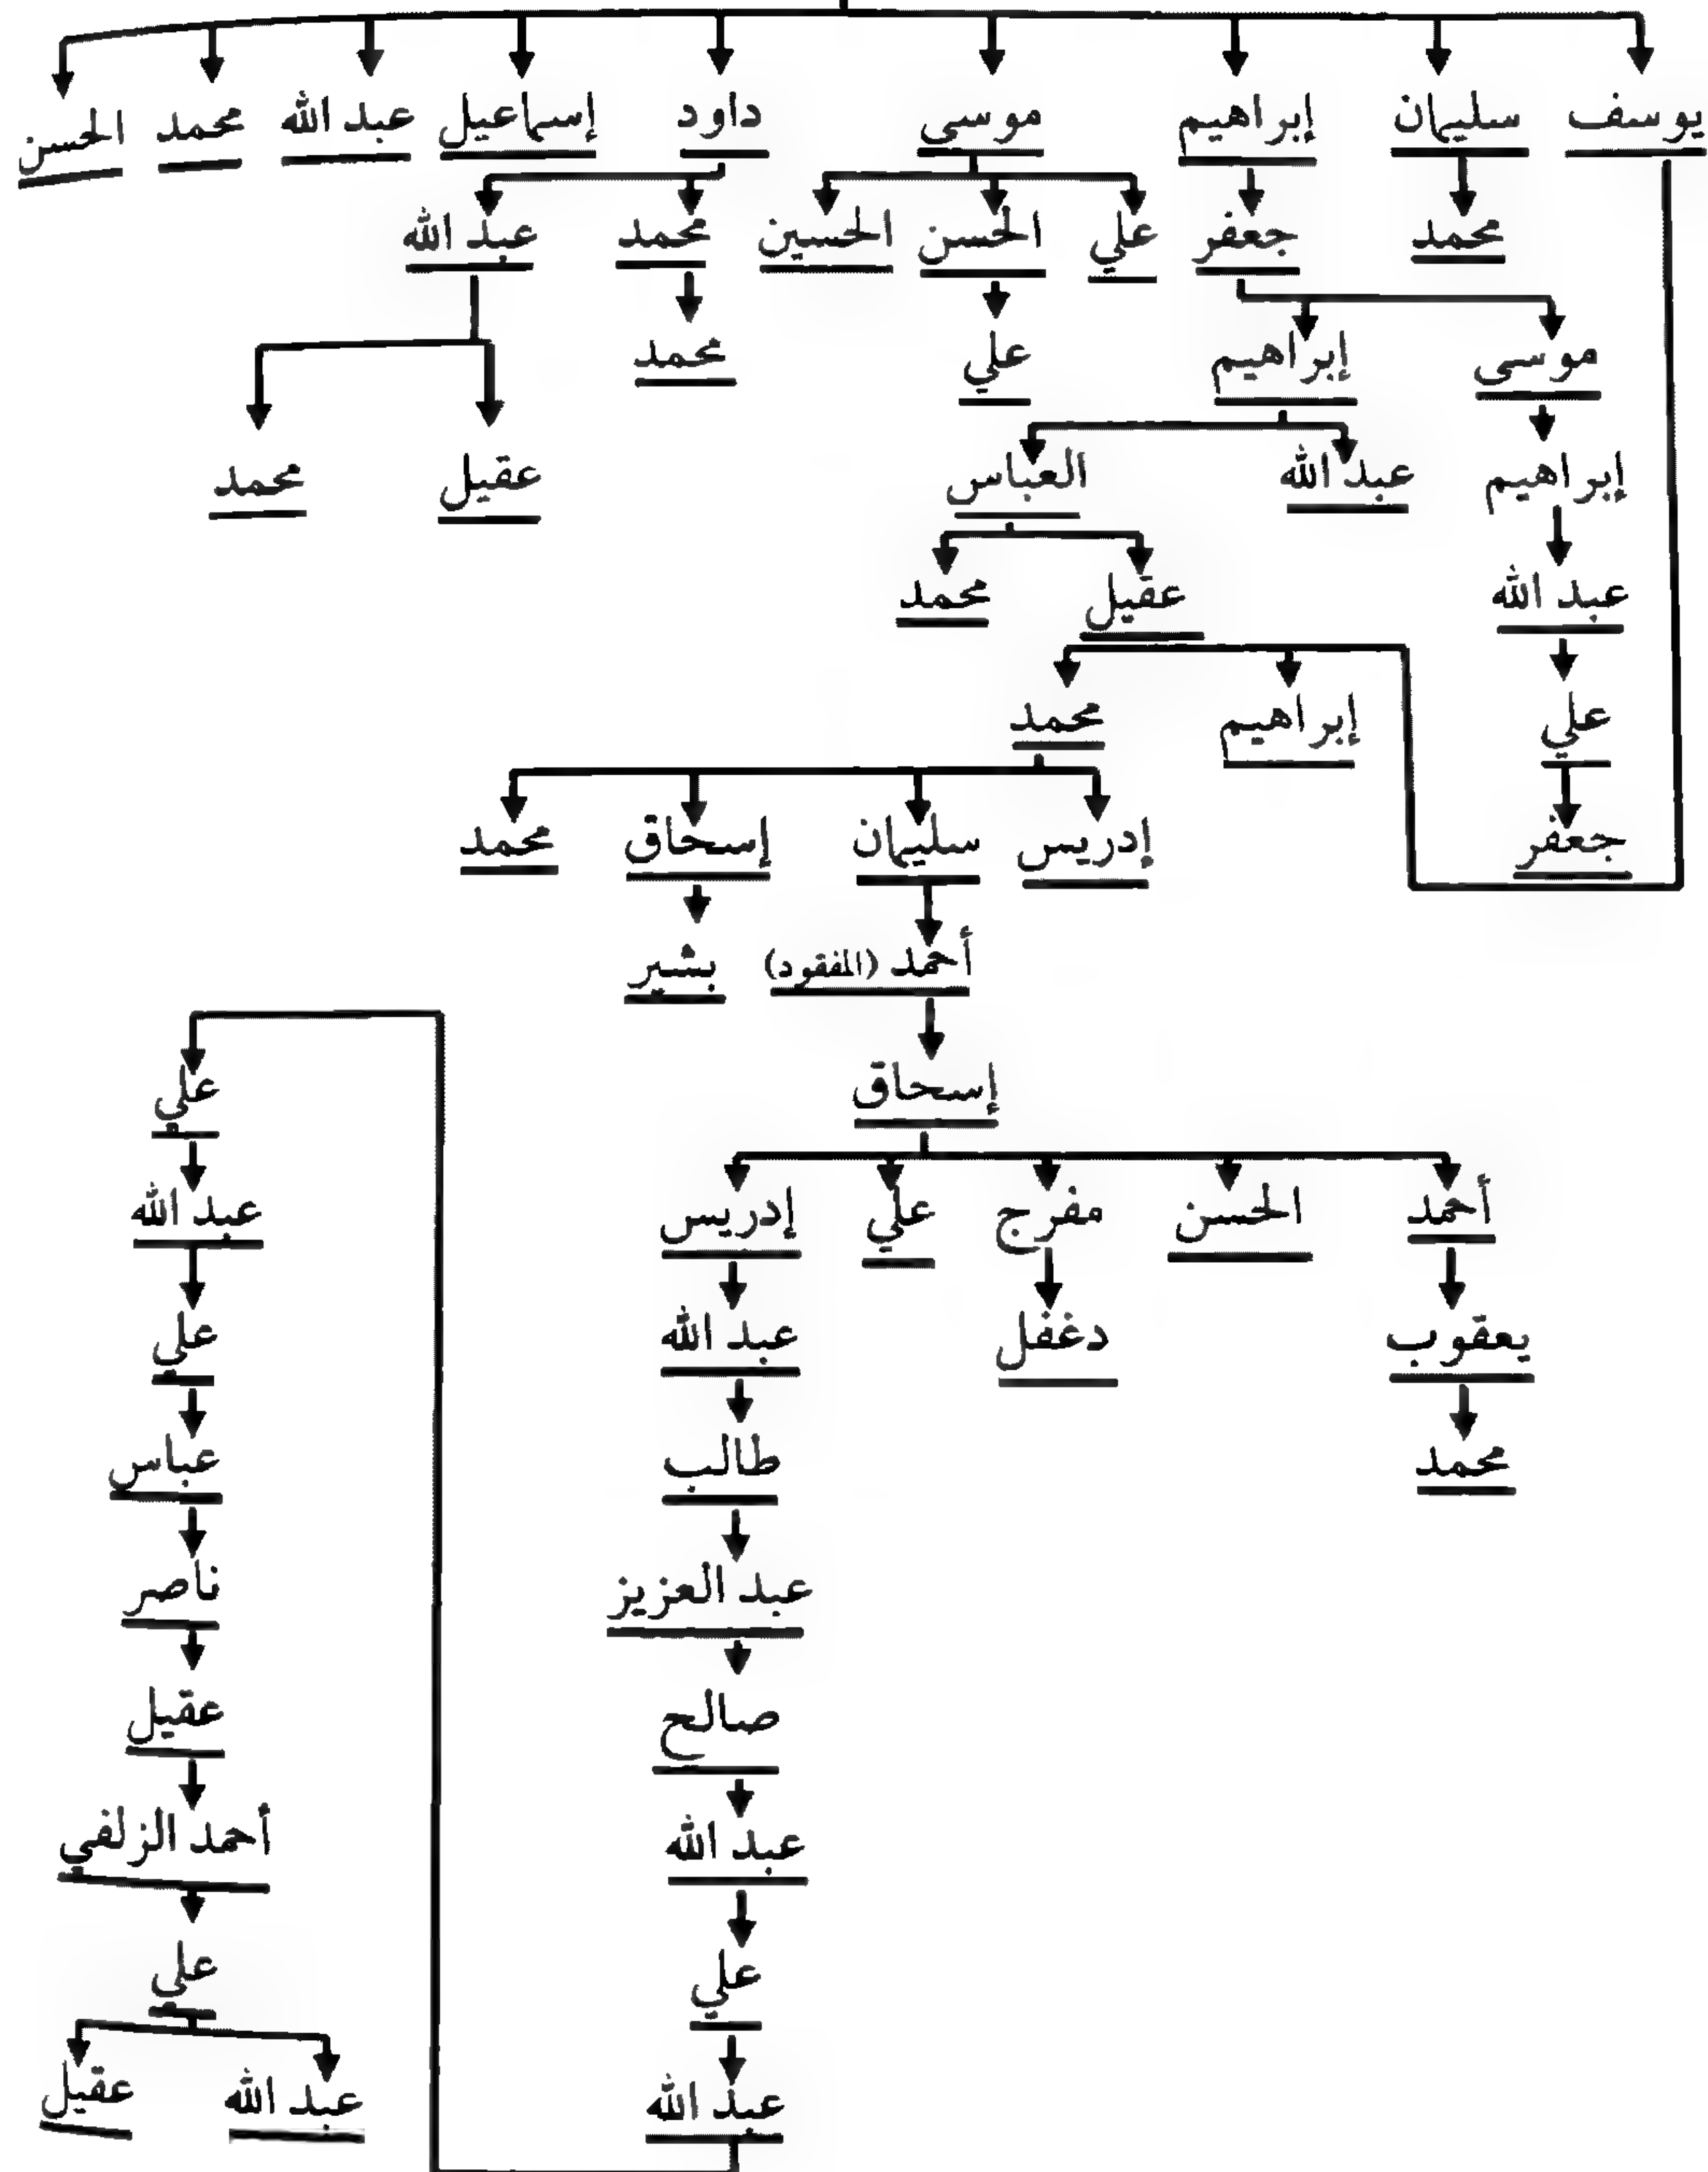 يوسف سليمان إبراهيم موسى داود إسماعيل عبد الله محمد الحسن
محمد جعفر علي الحسن الحسين محمد عبد الله
موسى إبراهيم علي محمد
إبراهيم عبد الله العباس عقيل محمد
عبد الله عقيل محمد
علي إبراهيم محمد
جعفر إدريس سليمان إسحاق محمد
أحمد (المفقود) بشير
إسحاق علي
أحمد الحسن مفرج علي إدريس عبد الله
يعقوب دغفل عبد الله علي
محمد طالب عباس
عبد العزيز ناصر
صالح عقيل
عبد الله أحمد الزلفي
علي علي
عبد الله عبد الله عقيل